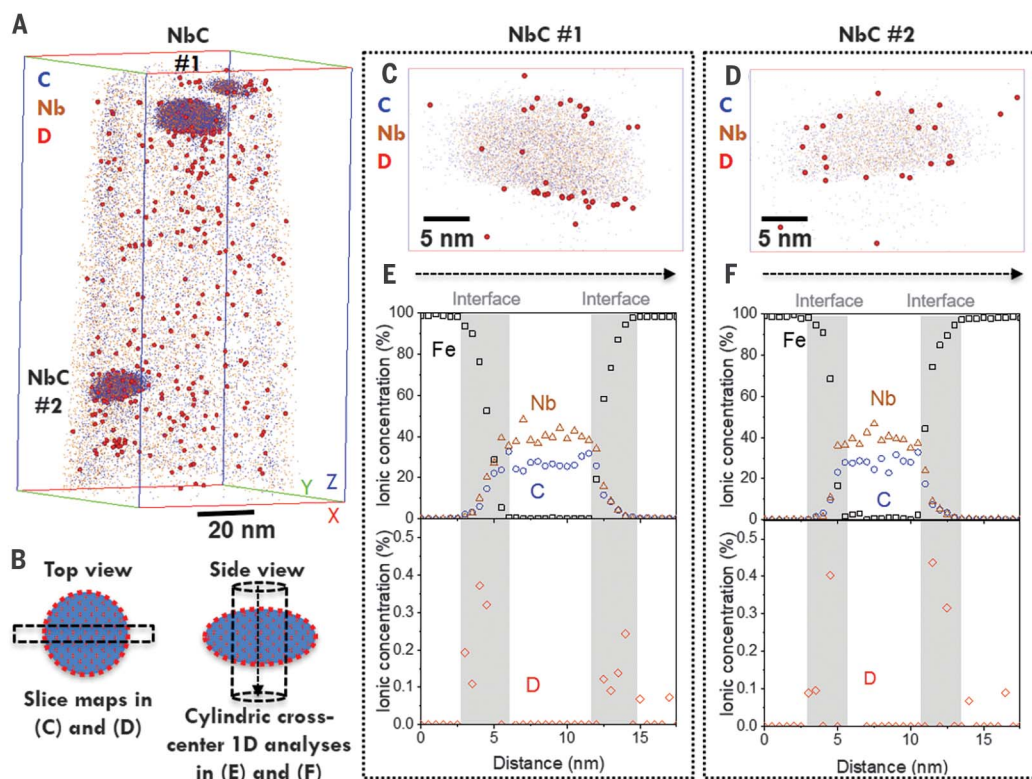 A
NbC
#1
C
Nb
D
NbC
#2
Y
Z
X
20 nm
B
Top view
Side view
Slice maps in
(C) and (D)
Cylindric cross-
center 1D analyses
in (E) and (F)
NbC #1
C
C
Nb
D
5 nm
E
Interface
Interface
Ionic concentration (%)
100
80
60
40
20
0
Fe
Nb
C
Ionic concentration (%)
0.5
0.4
0.3
0.2
0.1
0.0
D
0
5
10
15
Distance (nm)
NbC #2
D
C
Nb
D
5 nm
F
Interface
Interface
Ionic concentration (%)
100
80
60
40
20
0
Fe
Nb
C
Ionic concentration (%)
0.5
0.4
0.3
0.2
0.1
0.0
D
0
5
10
15
Distance (nm)